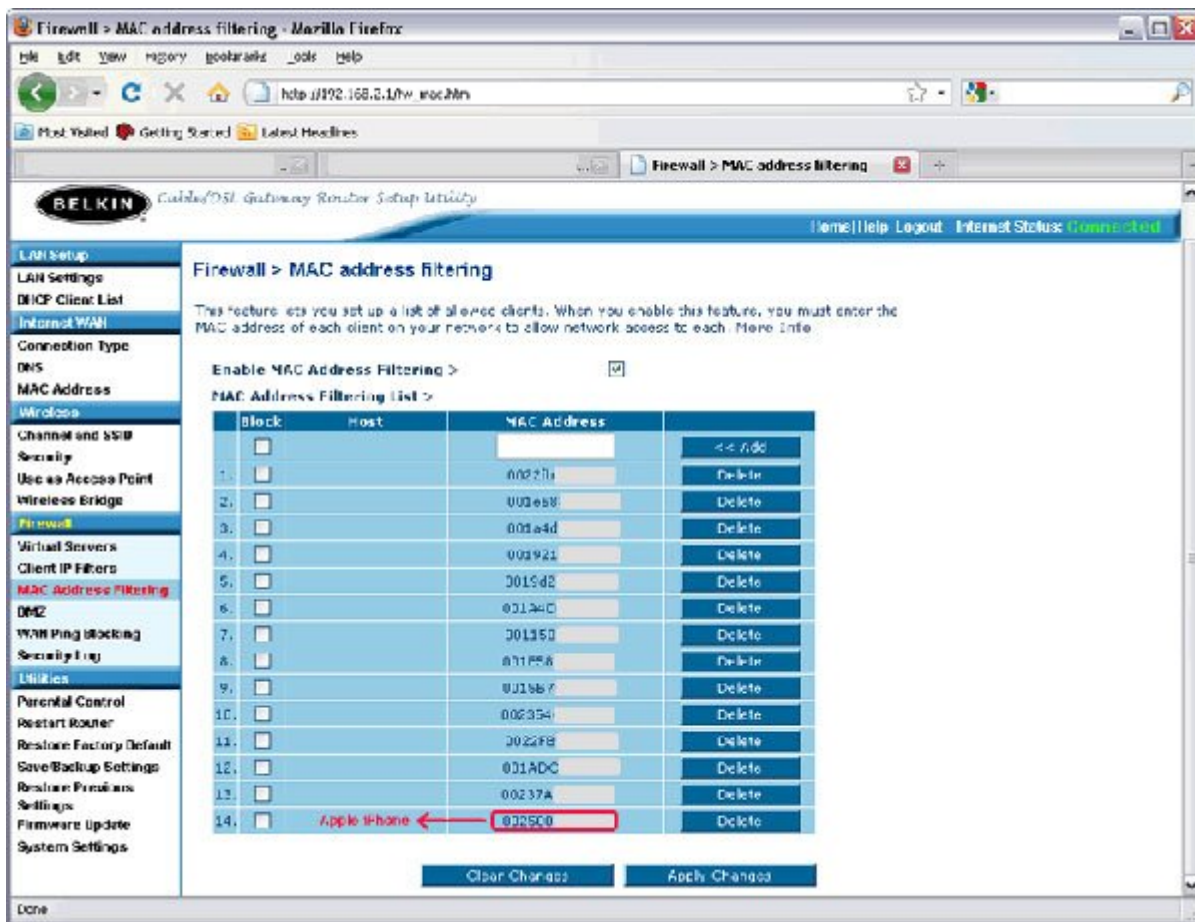 Firewall > MAC address filtering - Mozilla Firefox
File Edit View History Bookmarks Tools Help
http://192.168.2.1/fw_mac.htm
Most Visited Getting Started Latest Headlines
Firewall > MAC address filtering
BELKIN Cable/DSL Gateway Router Setup Utility
Home|Help Logout Internet Status: Connected
LAN Setup
LAN Settings
DHCP Client List
Internet WAN
Connection Type
DNS
MAC Address
Wireless
Channel and SSID
Security
Use as Access Point
Wireless Bridge
Firewall
Virtual Servers
Client IP Filters
MAC Address Filtering
DMZ
WAN Ping Blocking
Security Log
Utilities
Parental Control
Restart Router
Restore Factory Default
Save/Backup Settings
Restore Previous
Settings
Firmware Update
System Settings
Firewall > MAC address filtering
This feature lets you set up a list of allowed clients. When you enable this feature, you must enter the
MAC address of each client on your network to allow network access to each. More Info
Enable MAC Address Filtering >
MAC Address Filtering List >
Block Host MAC Address
<< Add
1. Delete
2. 001e58 Delete
3. 001a4d Delete
4. 001921 Delete
5. 0019d2 Delete
6. Delete
7. 001150 Delete
8. Delete
9. Delete
10. 002354 Delete
11. 0022FB Delete
12. 001ADC Delete
13. 00237A Delete
14. Apple iPhone 002500 Delete
Clear Changes Apply Changes
Done